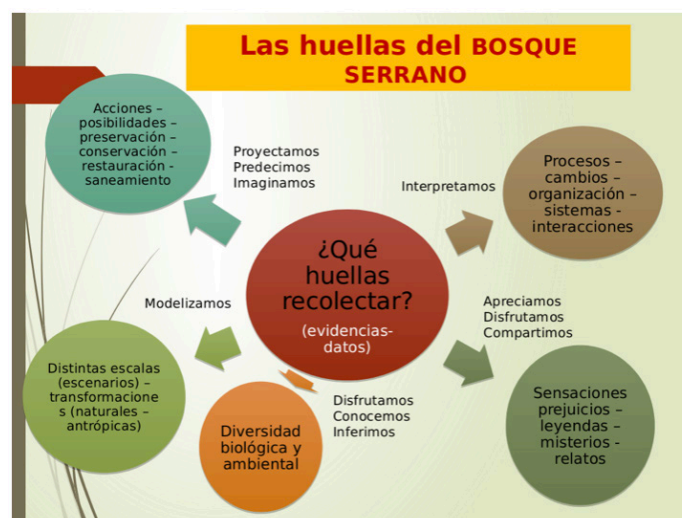 Las huellas del BOSQUE
SERRANO
Acciones –
posibilidades –
preservación –
conservación –
restauración -
saneamiento
Proyectamos
Predecimos
Imaginamos
Interpretamos
Procesos –
cambios –
organización –
sistemas -
interacciones
¿Qué
huellas
recolectar?
(evidencias-
datos)
Modelizamos
Apreciamos
Disfrutamos
Compartimos
Distintas escalas
(escenarios) –
transformacione
s (naturales –
antrópicas)
Diversidad
biológica y
ambiental
Disfrutamos
Conocemos
Inferimos
Sensaciones
prejuicios –
leyendas –
misterios -
relatos